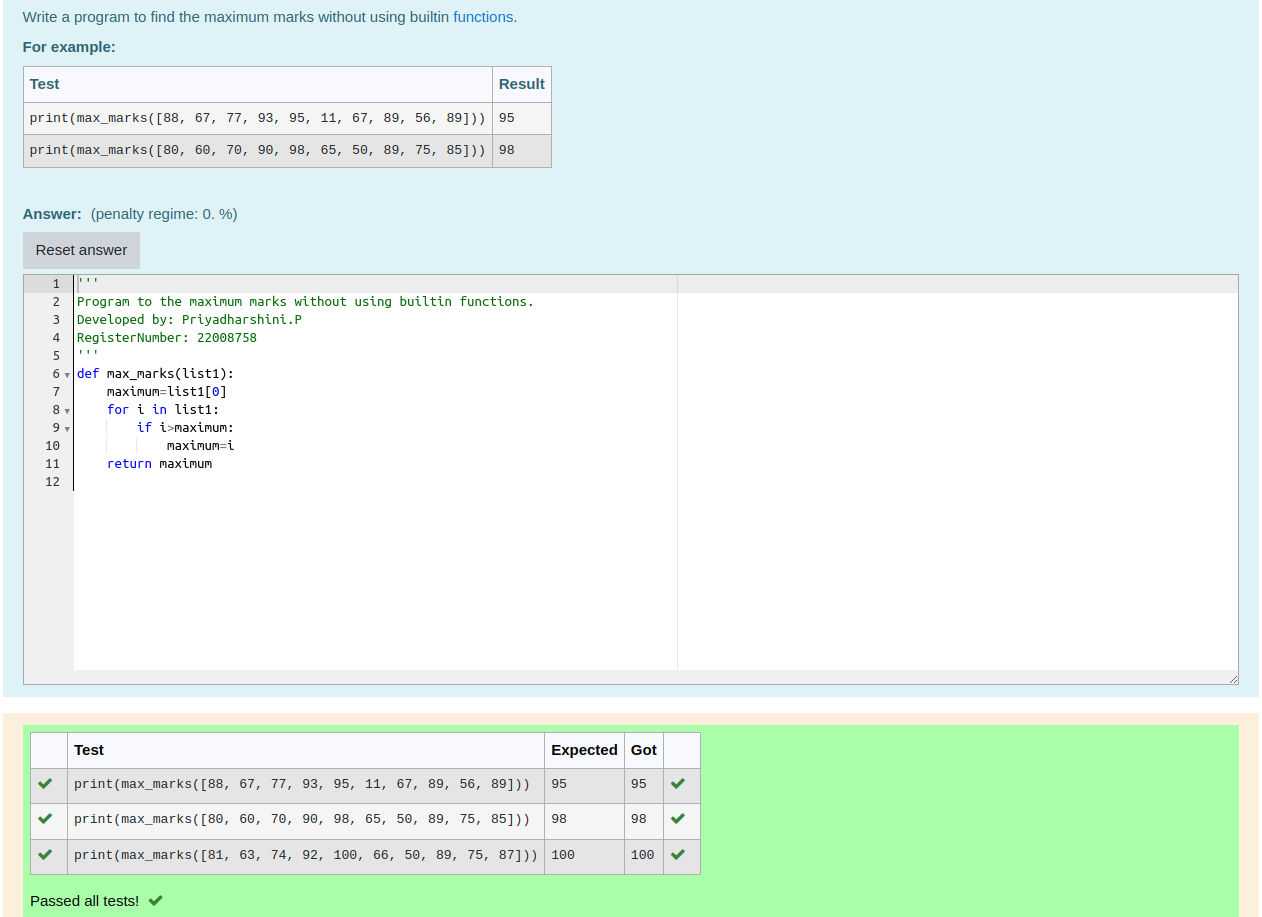 Write a program to find the maximum marks without using builtin functions.
For example:
Test Result
print(max_marks([88, 67, 77, 93, 95, 11, 67, 89, 56, 89])) 95
print(max_marks([80, 60, 70, 90, 98, 65, 50, 89, 75, 85])) 98
Answer: (penalty regime: 0. %)
Reset answer
1 '''
2 Program to the maximum marks without using builtin functions.
3 Developed by: Priyadharshini.P
4 RegisterNumber: 22008758
5 '''
6 def max_marks(list1):
7     maximum=list1[0]
8     for i in list1:
9         if i>maximum:
10             maximum=i
11     return maximum
12
Test Expected Got
print(max_marks([88, 67, 77, 93, 95, 11, 67, 89, 56, 89])) 95 95
print(max_marks([80, 60, 70, 90, 98, 65, 50, 89, 75, 85])) 98 98
print(max_marks([81, 63, 74, 92, 100, 66, 50, 89, 75, 87])) 100 100
Passed all tests!